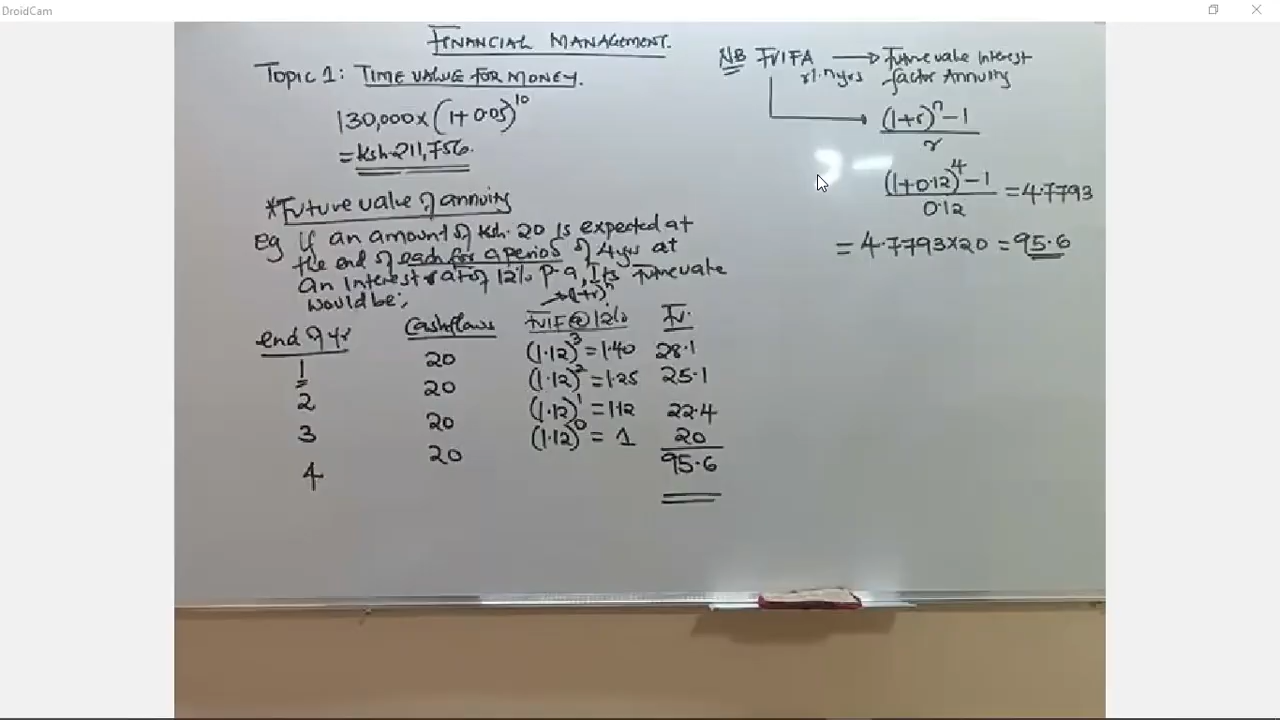 DroidCam
FINANCIAL MANAGEMENT.
TOPIC 1: TIME VALUE FOR MONEY.
130,000 x (1+0.05)^10
= Ksh 211,756.
*Future value of annuity
eg if an amount of Ksh. 20 is expected at
the end of each for a period of 4yrs at
an interest rate of 12% p.a, Its Future value
would be;
→(1+r)^n
end of yr Cashflows FVIF@12% FV.
1 20 (1.12)^3 = 1.40 28.1
2 20 (1.12)^2 = 1.25 25.1
3 20 (1.12)^1 = 1.12 22.4
4 20 (1.12)^0 = 1 20
95.6
NB FVIFA → Future value Interest
r%nyrs factor Annuity
(1+r)^n - 1
r
(1+0.12)^4 - 1 = 4.7793
0.12
= 4.7793 x 20 = 95.6